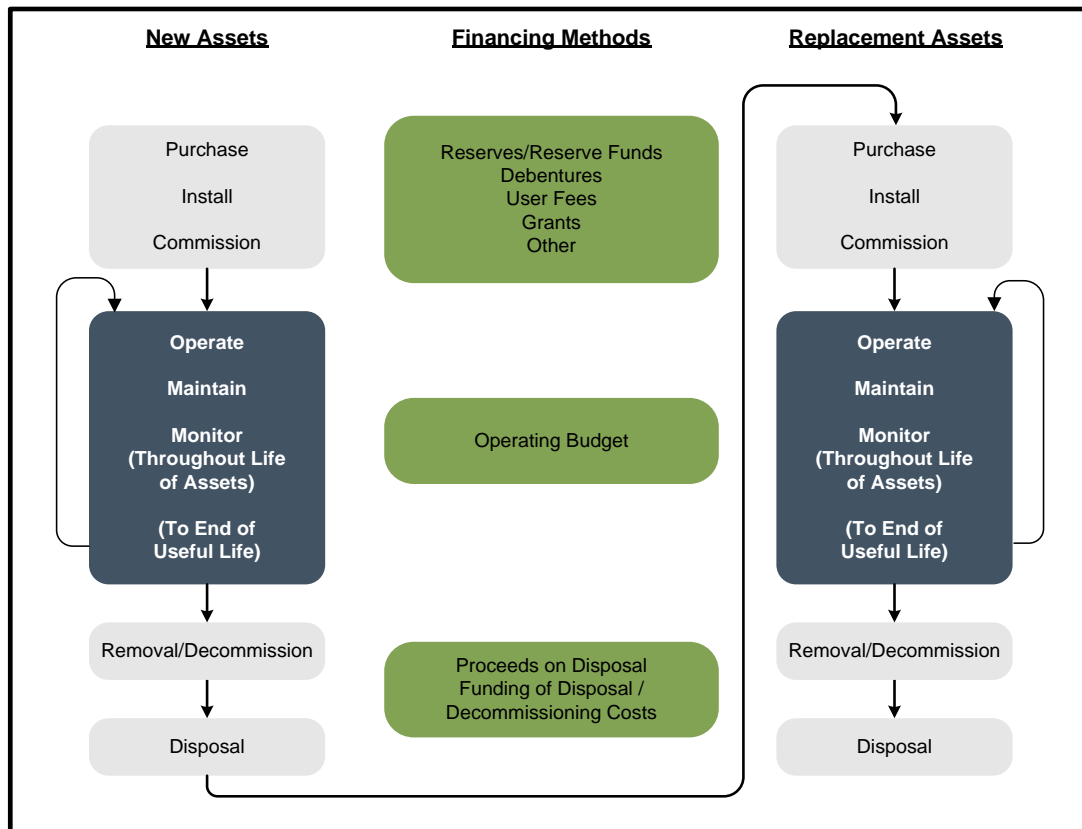 New Assets
Financing Methods
Replacement Assets
Purchase
Install
Commission
Operate
Maintain
Monitor
(Throughout Life
of Assets)
(To End of
Useful Life)
Removal/Decommission
Disposal
Reserves/Reserve Funds
Debentures
User Fees
Grants
Other
Operating Budget
Proceeds on Disposal
Funding of Disposal /
Decommissioning Costs
Purchase
Install
Commission
Operate
Maintain
Monitor
(Throughout Life
of Assets)
(To End of
Useful Life)
Removal/Decommission
Disposal